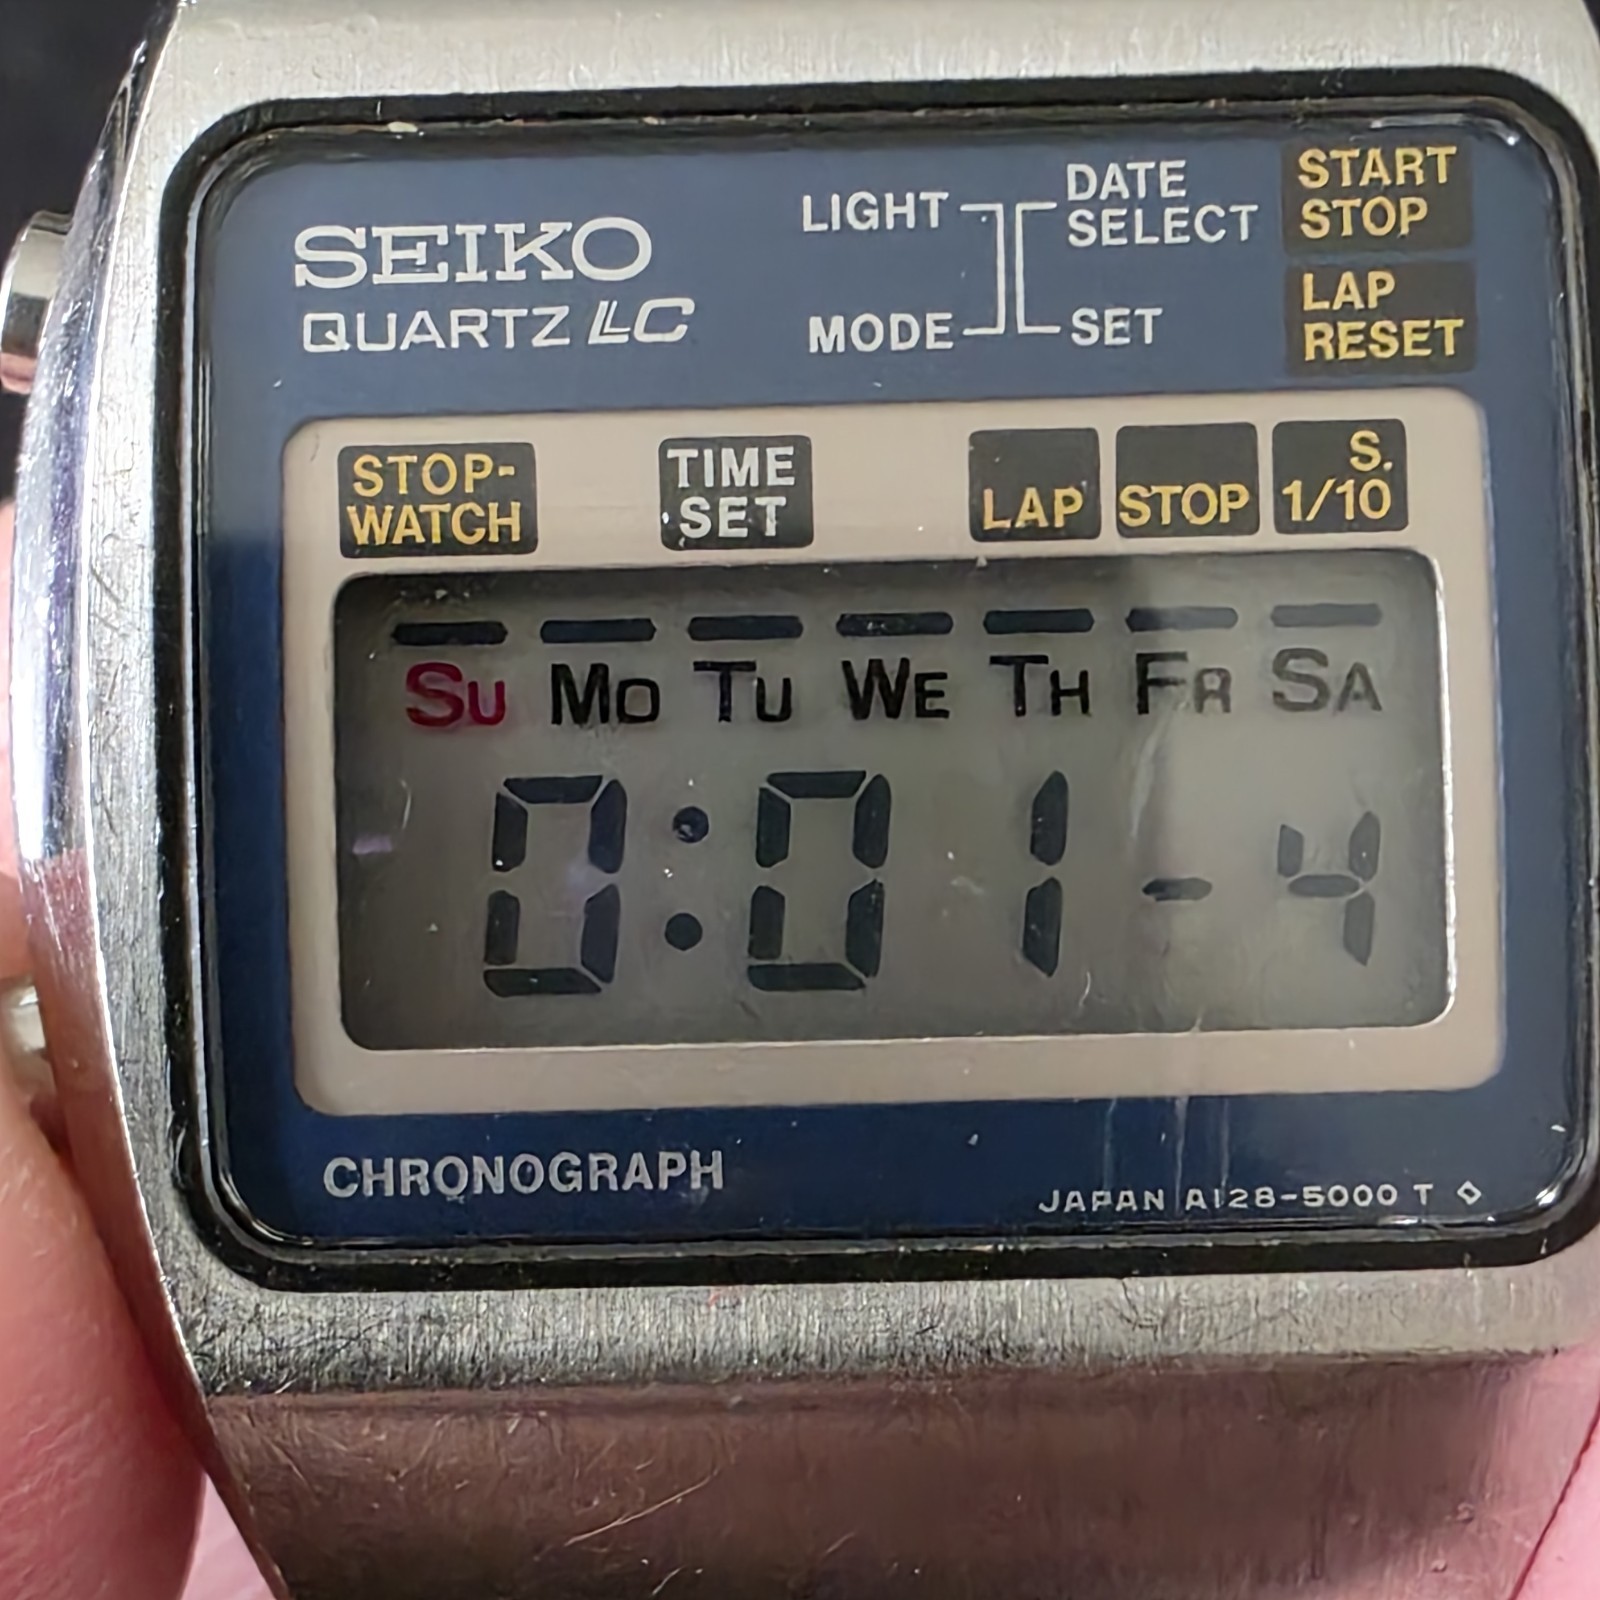 SEIKO
QUARTZ LC
LIGHT
MODE
DATE
SELECT
SET
START
STOP
LAP
RESET
STOP-
WATCH
TIME
SET
LAP
STOP
S.
1/10
SU MO TU WE TH FR SA
0:01-4
CHRONOGRAPH
JAPAN A128-5000 T